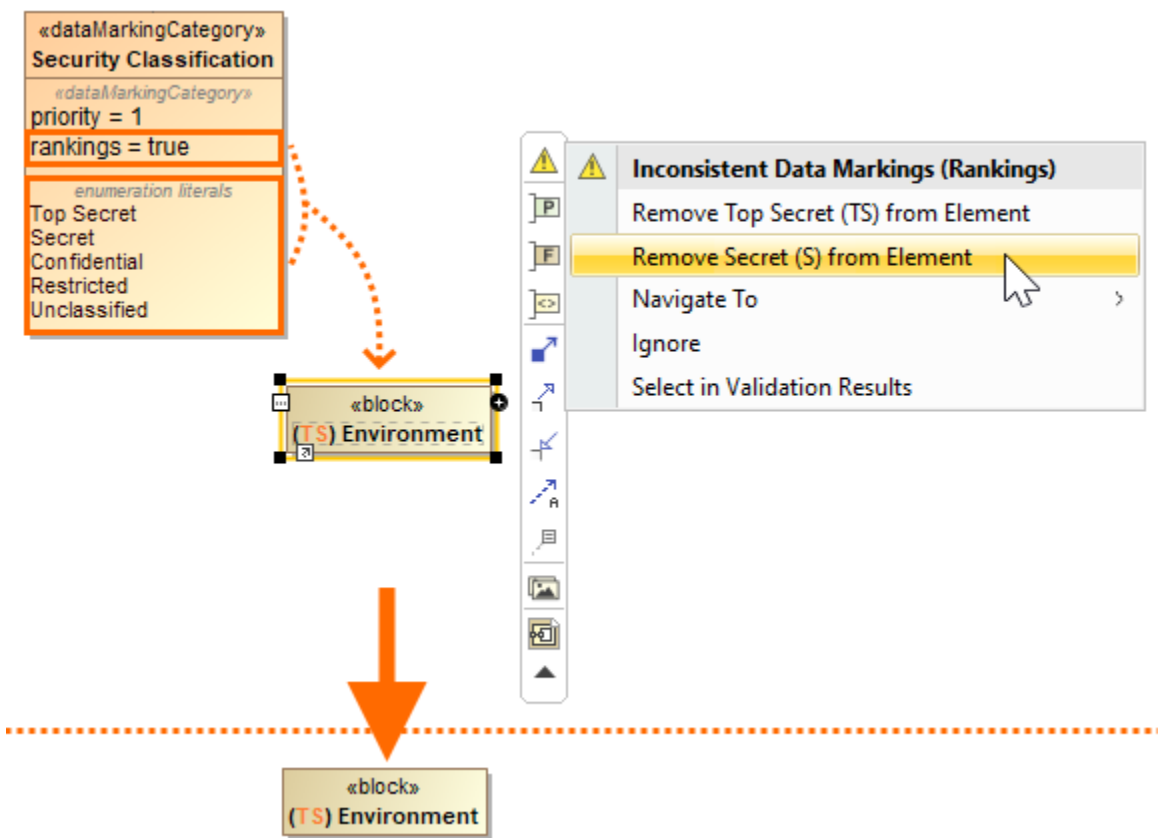 «dataMarkingCategory»
Security Classification
«dataMarkingCategory»
priority = 1
rankings = true
enumeration literals
Top Secret
Secret
Confidential
Restricted
Unclassified
Inconsistent Data Markings (Rankings)
Remove Top Secret (TS) from Element
Remove Secret (S) from Element
Navigate To
Ignore
Select in Validation Results
P
F
<>
A
«block»
(TS) Environment
«block»
(TS) Environment